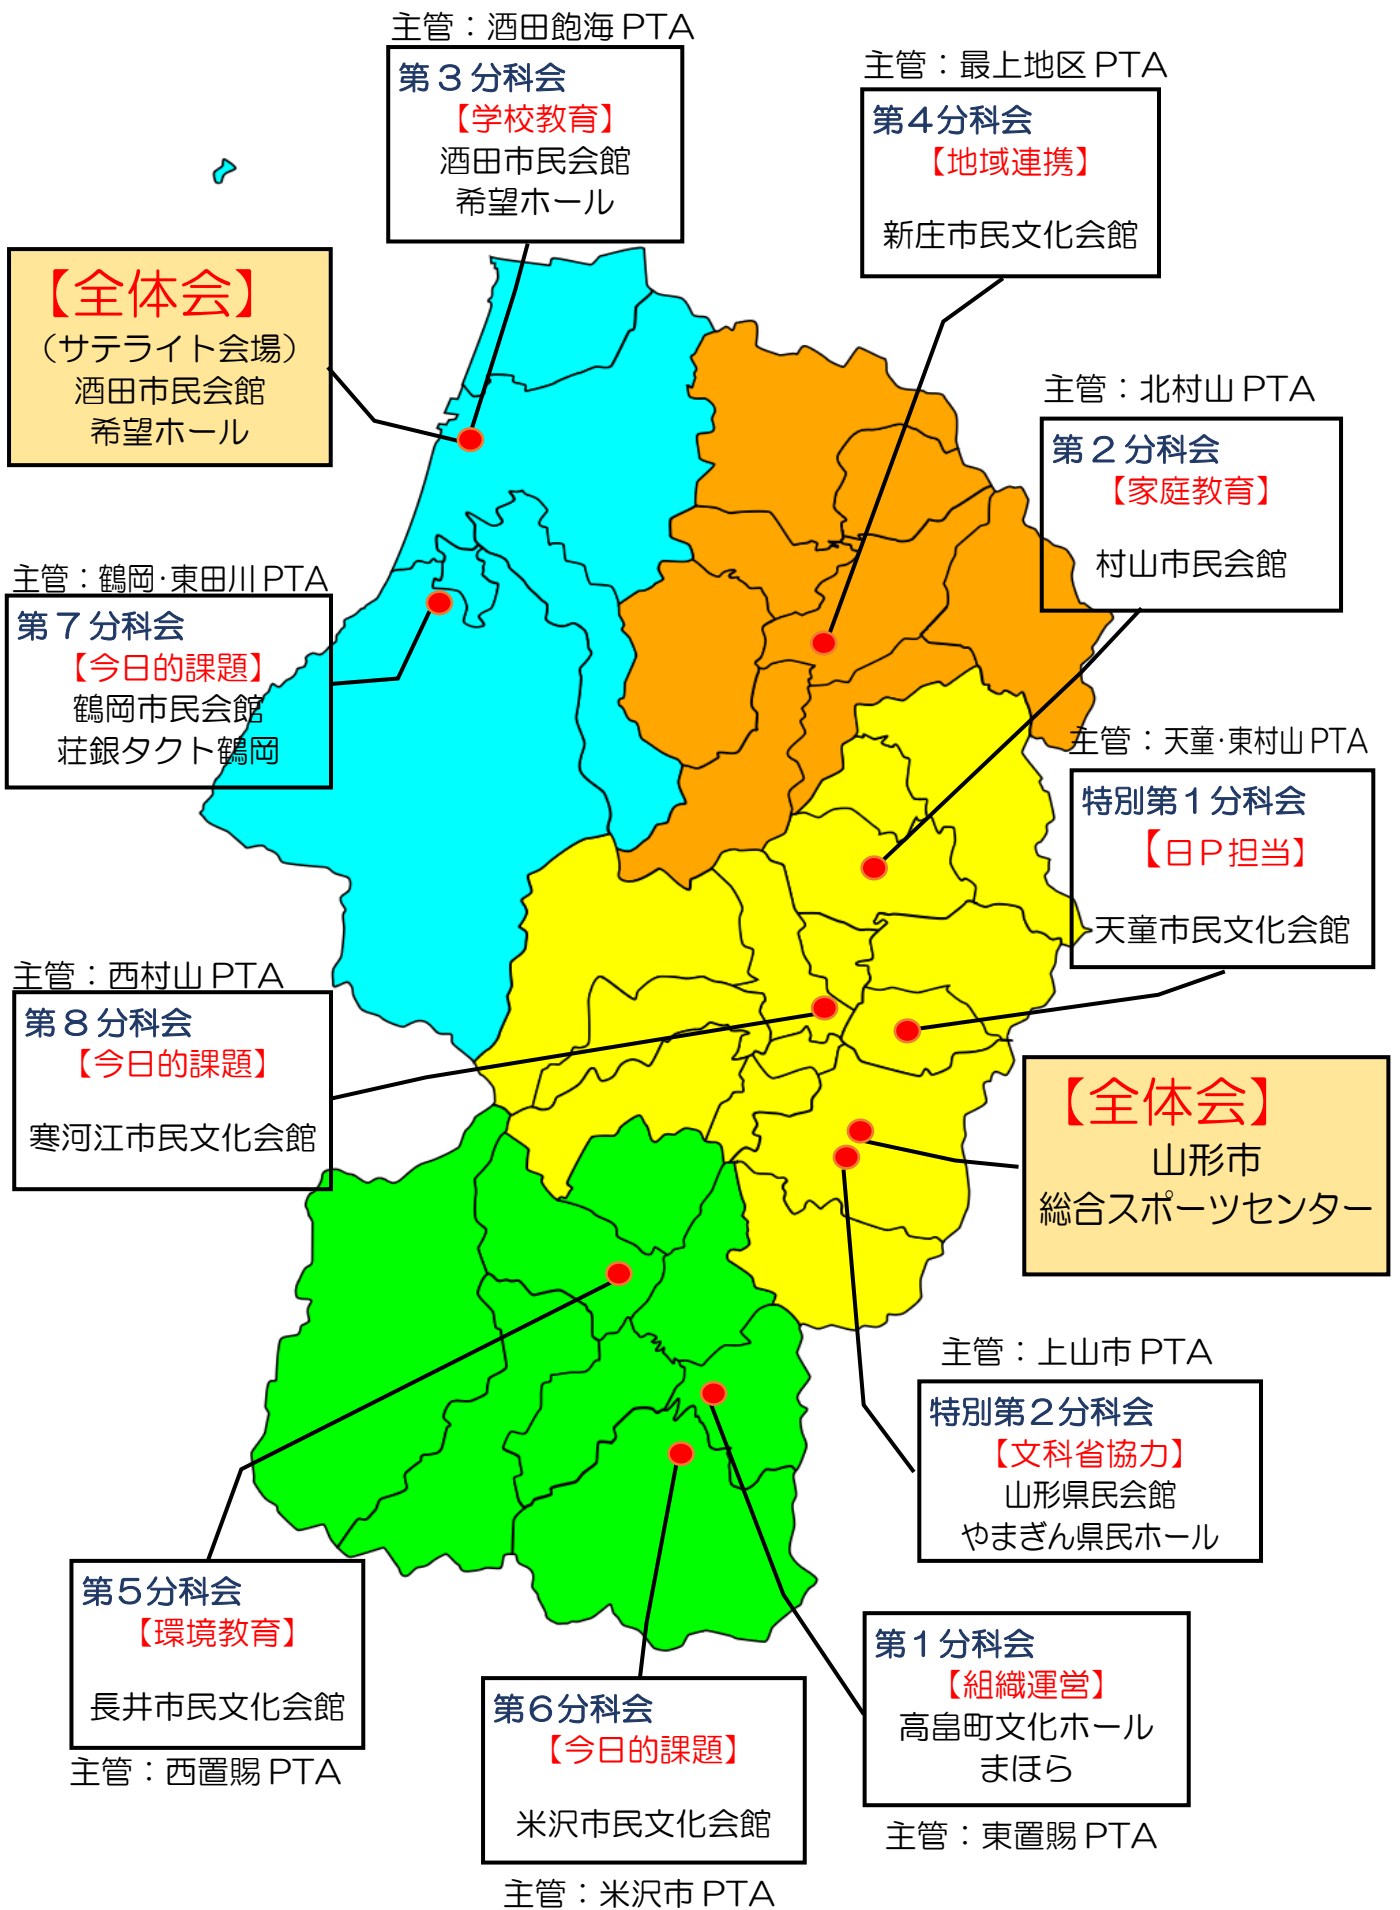 主管：酒田飽海 PTA
第３分科会
【学校教育】
酒田市民会館
希望ホール
主管：最上地区 PTA
第４分科会
【地域連携】
新庄市民文化会館
【全体会】
（サテライト会場）
酒田市民会館
希望ホール
主管：北村山 PTA
第２分科会
【家庭教育】
村山市民会館
主管：鶴岡･東田川 PTA
第７分科会
【今日的課題】
鶴岡市民会館
荘銀タクト鶴岡
主管：天童･東村山 PTA
特別第１分科会
【日Ｐ担当】
天童市民文化会館
主管：西村山 PTA
第８分科会
【今日的課題】
寒河江市民文化会館
【全体会】
山形市
総合スポーツセンター
主管：上山市 PTA
特別第２分科会
【文科省協力】
山形県民会館
やまぎん県民ホール
第５分科会
【環境教育】
長井市民文化会館
主管：西置賜 PTA
第６分科会
【今日的課題】
米沢市民文化会館
主管：米沢市 PTA
第１分科会
【組織運営】
高畠町文化ホール
まほら
主管：東置賜 PTA